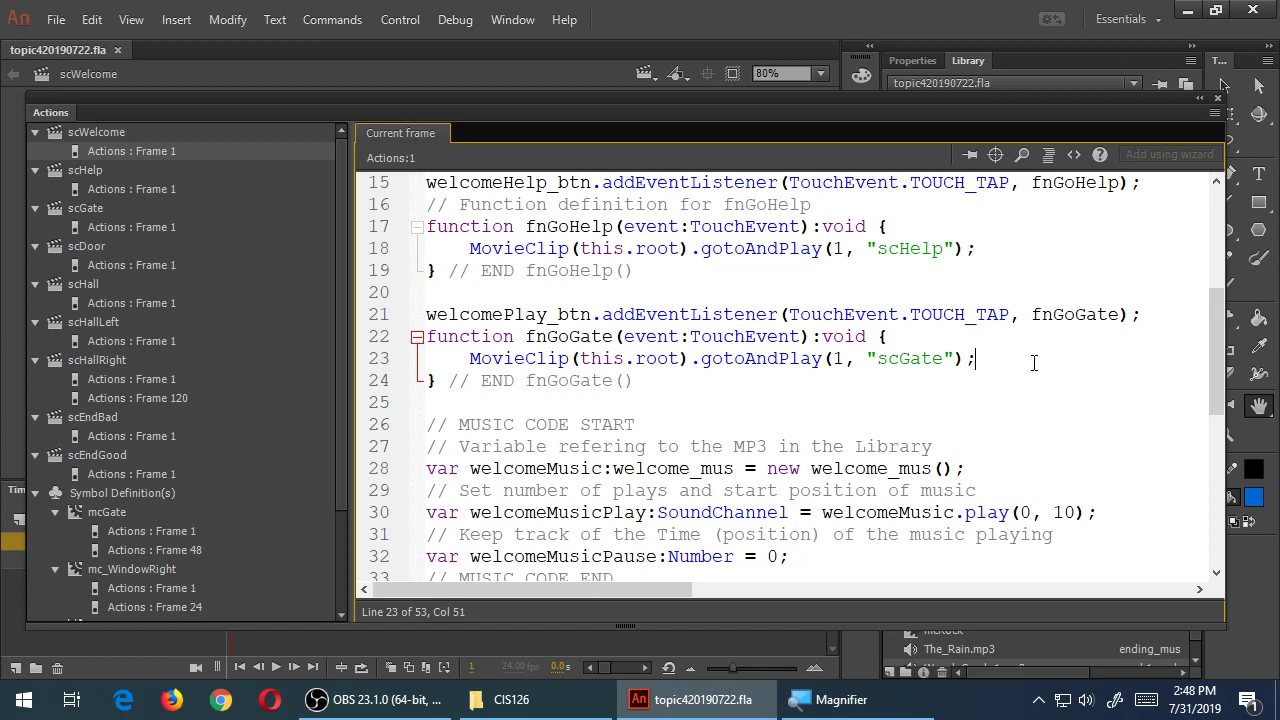 An File Edit View Insert Modify Text Commands Control Debug Window Help Essentials
topic420190722.fla ×
scWelcome 80%
Properties Library T...
topic420190722.fla
Actions
scWelcome
Actions : Frame 1
scHelp
Actions : Frame 1
scGate
Actions : Frame 1
scDoor
Actions : Frame 1
scHall
Actions : Frame 1
scHallLeft
Actions : Frame 1
scHallRight
Actions : Frame 1
Actions : Frame 120
scEndBad
Actions : Frame 1
scEndGood
Actions : Frame 1
Symbol Definition(s)
mcGate
Actions : Frame 1
Actions : Frame 48
mc_WindowRight
Actions : Frame 1
Actions : Frame 24
Current frame
Actions:1 Add using wizard
15 welcomeHelp_btn.addEventListener(TouchEvent.TOUCH_TAP, fnGoHelp);
16 // Function definition for fnGoHelp
17 function fnGoHelp(event:TouchEvent):void {
18 MovieClip(this.root).gotoAndPlay(1, "scHelp");
19 } // END fnGoHelp()
20
21 welcomePlay_btn.addEventListener(TouchEvent.TOUCH_TAP, fnGoGate);
22 function fnGoGate(event:TouchEvent):void {
23 MovieClip(this.root).gotoAndPlay(1, "scGate");
24 } // END fnGoGate()
25
26 // MUSIC CODE START
27 // Variable refering to the MP3 in the Library
28 var welcomeMusic:welcome_mus = new welcome_mus();
29 // Set number of plays and start position of music
30 var welcomeMusicPlay:SoundChannel = welcomeMusic.play(0, 10);
31 // Keep track of the Time (position) of the music playing
32 var welcomeMusicPause:Number = 0;
33 // MUSIC CODE END
Line 23 of 53, Col 51
Tim
The_Rain.mp3 ending_mus
1 24.00 fps 0.0 s
OBS 23.1.0 (64-bit, ... CIS126 topic420190722.fla Magnifier
2:48 PM
7/31/2019
1